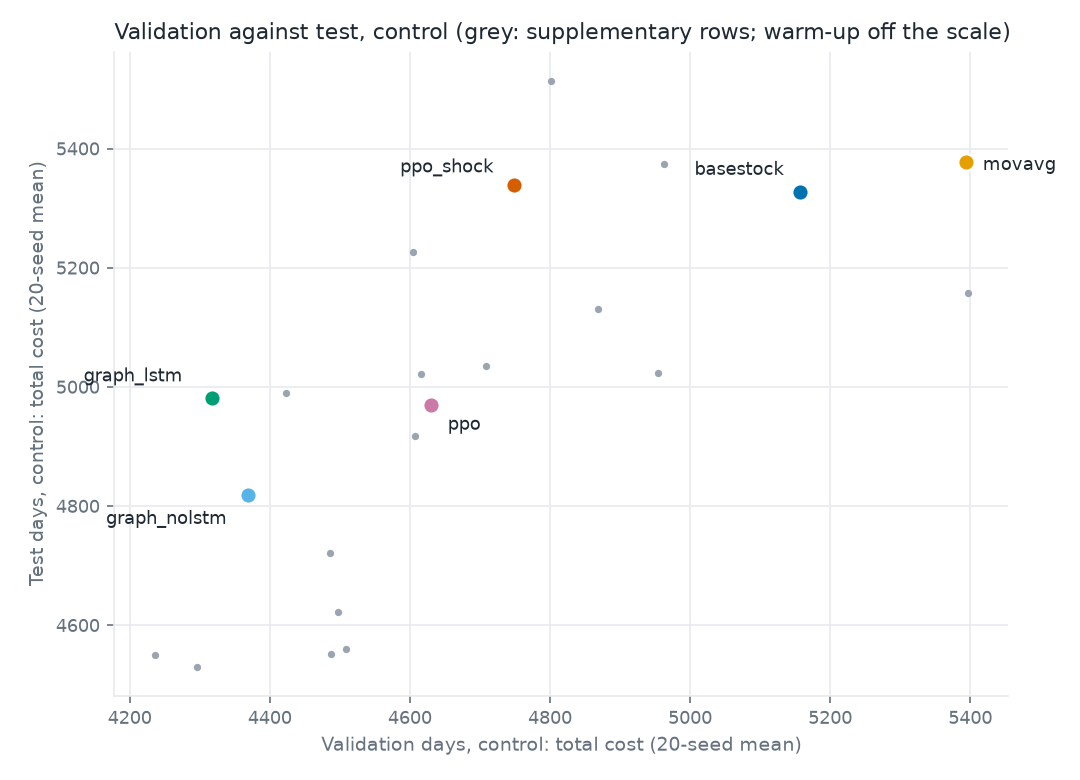 Validation against test, control (grey: supplementary rows; warm-up off the scale)
Test days, control: total cost (20-seed mean)
5400
5200
5000
4800
4600
ppo_shock
basestock
movavg
graph_lstm
ppo
graph_nolstm
4200
4400
4600
4800
5000
5200
5400
Validation days, control: total cost (20-seed mean)